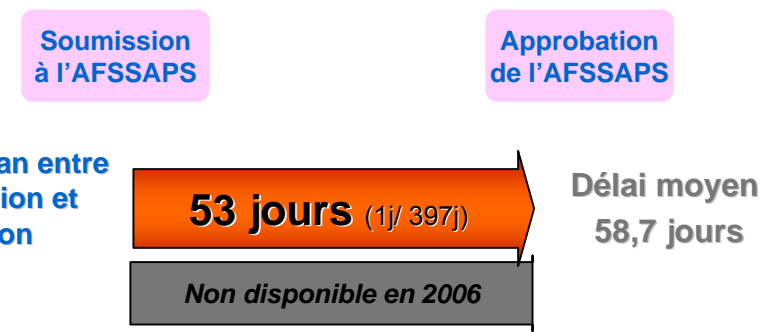 Soumission
à l'AFSSAPS
Approbation
de l'AFSSAPS
an entre
ion et
on
53 jours (1j/ 397j)
Délai moyen
58,7 jours
Non disponible en 2006